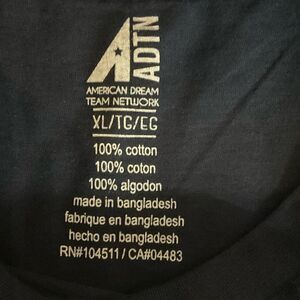 ADTN
AMERICAN DREAM
TEAM NETWORK
XL/TG/EG
100% cotton
100% coton
100% algodon
made in bangladesh
fabrique en bangladesh
hecho en bangladesh
RN#104511 / CA#04483